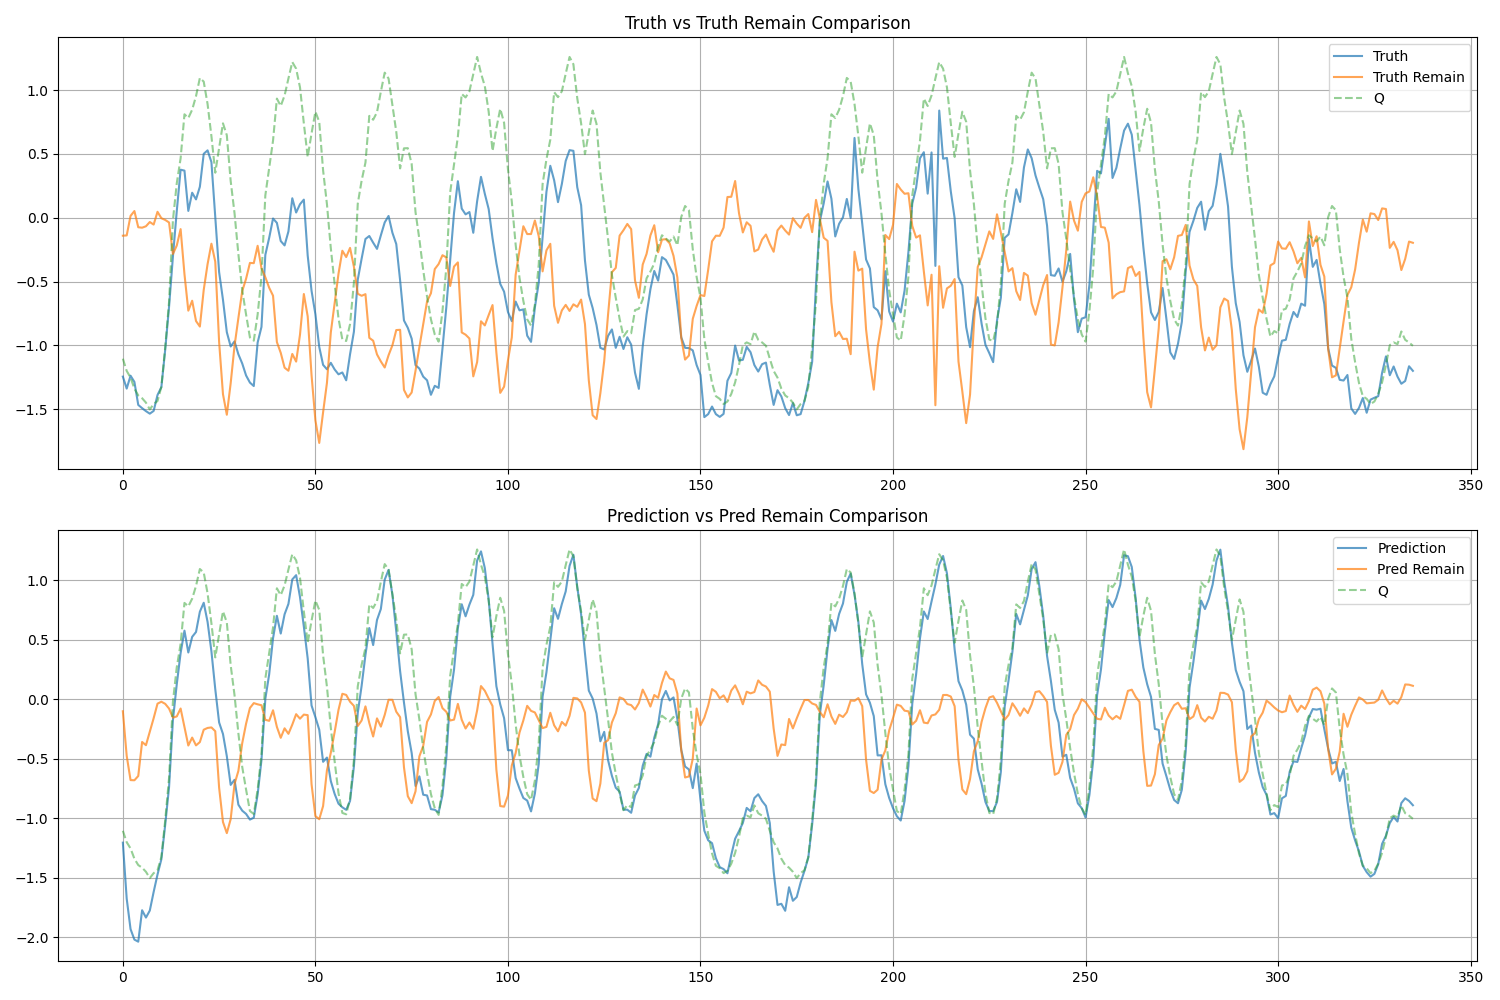 Truth vs Truth Remain Comparison
Truth
Truth Remain
Q
1.0
0.5
0.0
−0.5
−1.0
−1.5
0 50 100 150 200 250 300 350
Prediction vs Pred Remain Comparison
Prediction
Pred Remain
Q
1.0
0.5
0.0
−0.5
−1.0
−1.5
−2.0
0 50 100 150 200 250 300 350